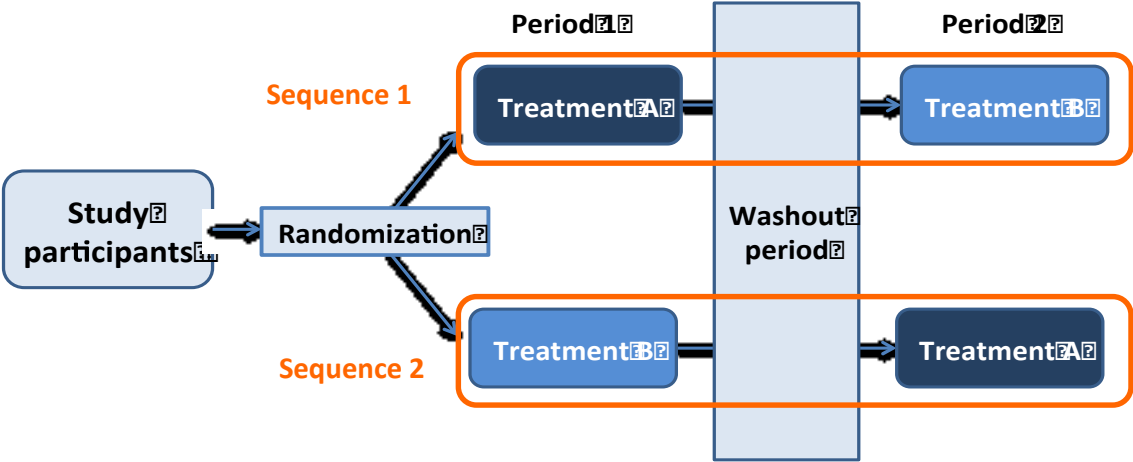 Period 1
Period 2
Sequence 1
Treatment A
Treatment B
Study
participants
Randomization
Washout
period
Treatment B
Treatment A
Sequence 2